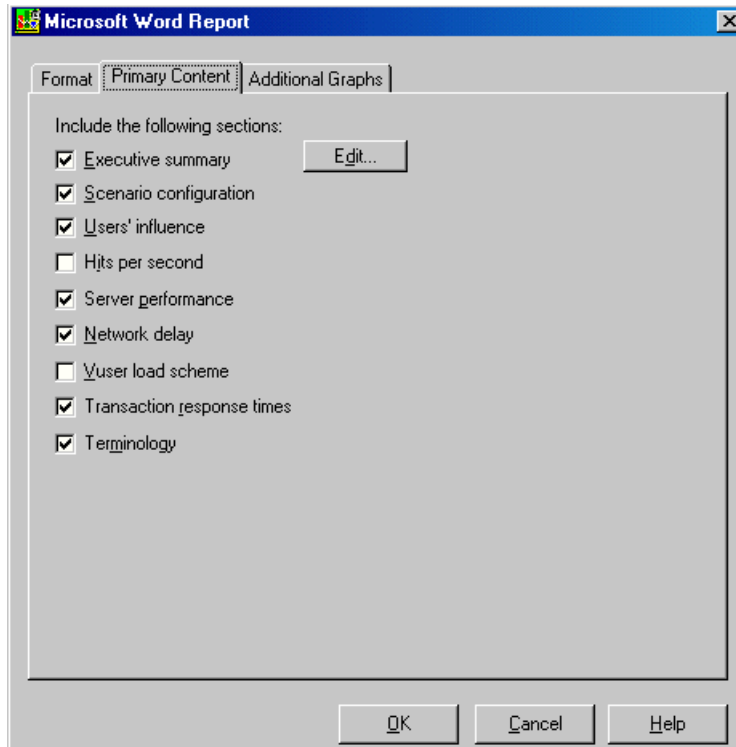 Microsoft Word Report
Format Primary Content Additional Graphs
Include the following sections:
Executive summary Edit...
Scenario configuration
Users' influence
Hits per second
Server performance
Network delay
Vuser load scheme
Transaction response times
Terminology
OK Cancel Help